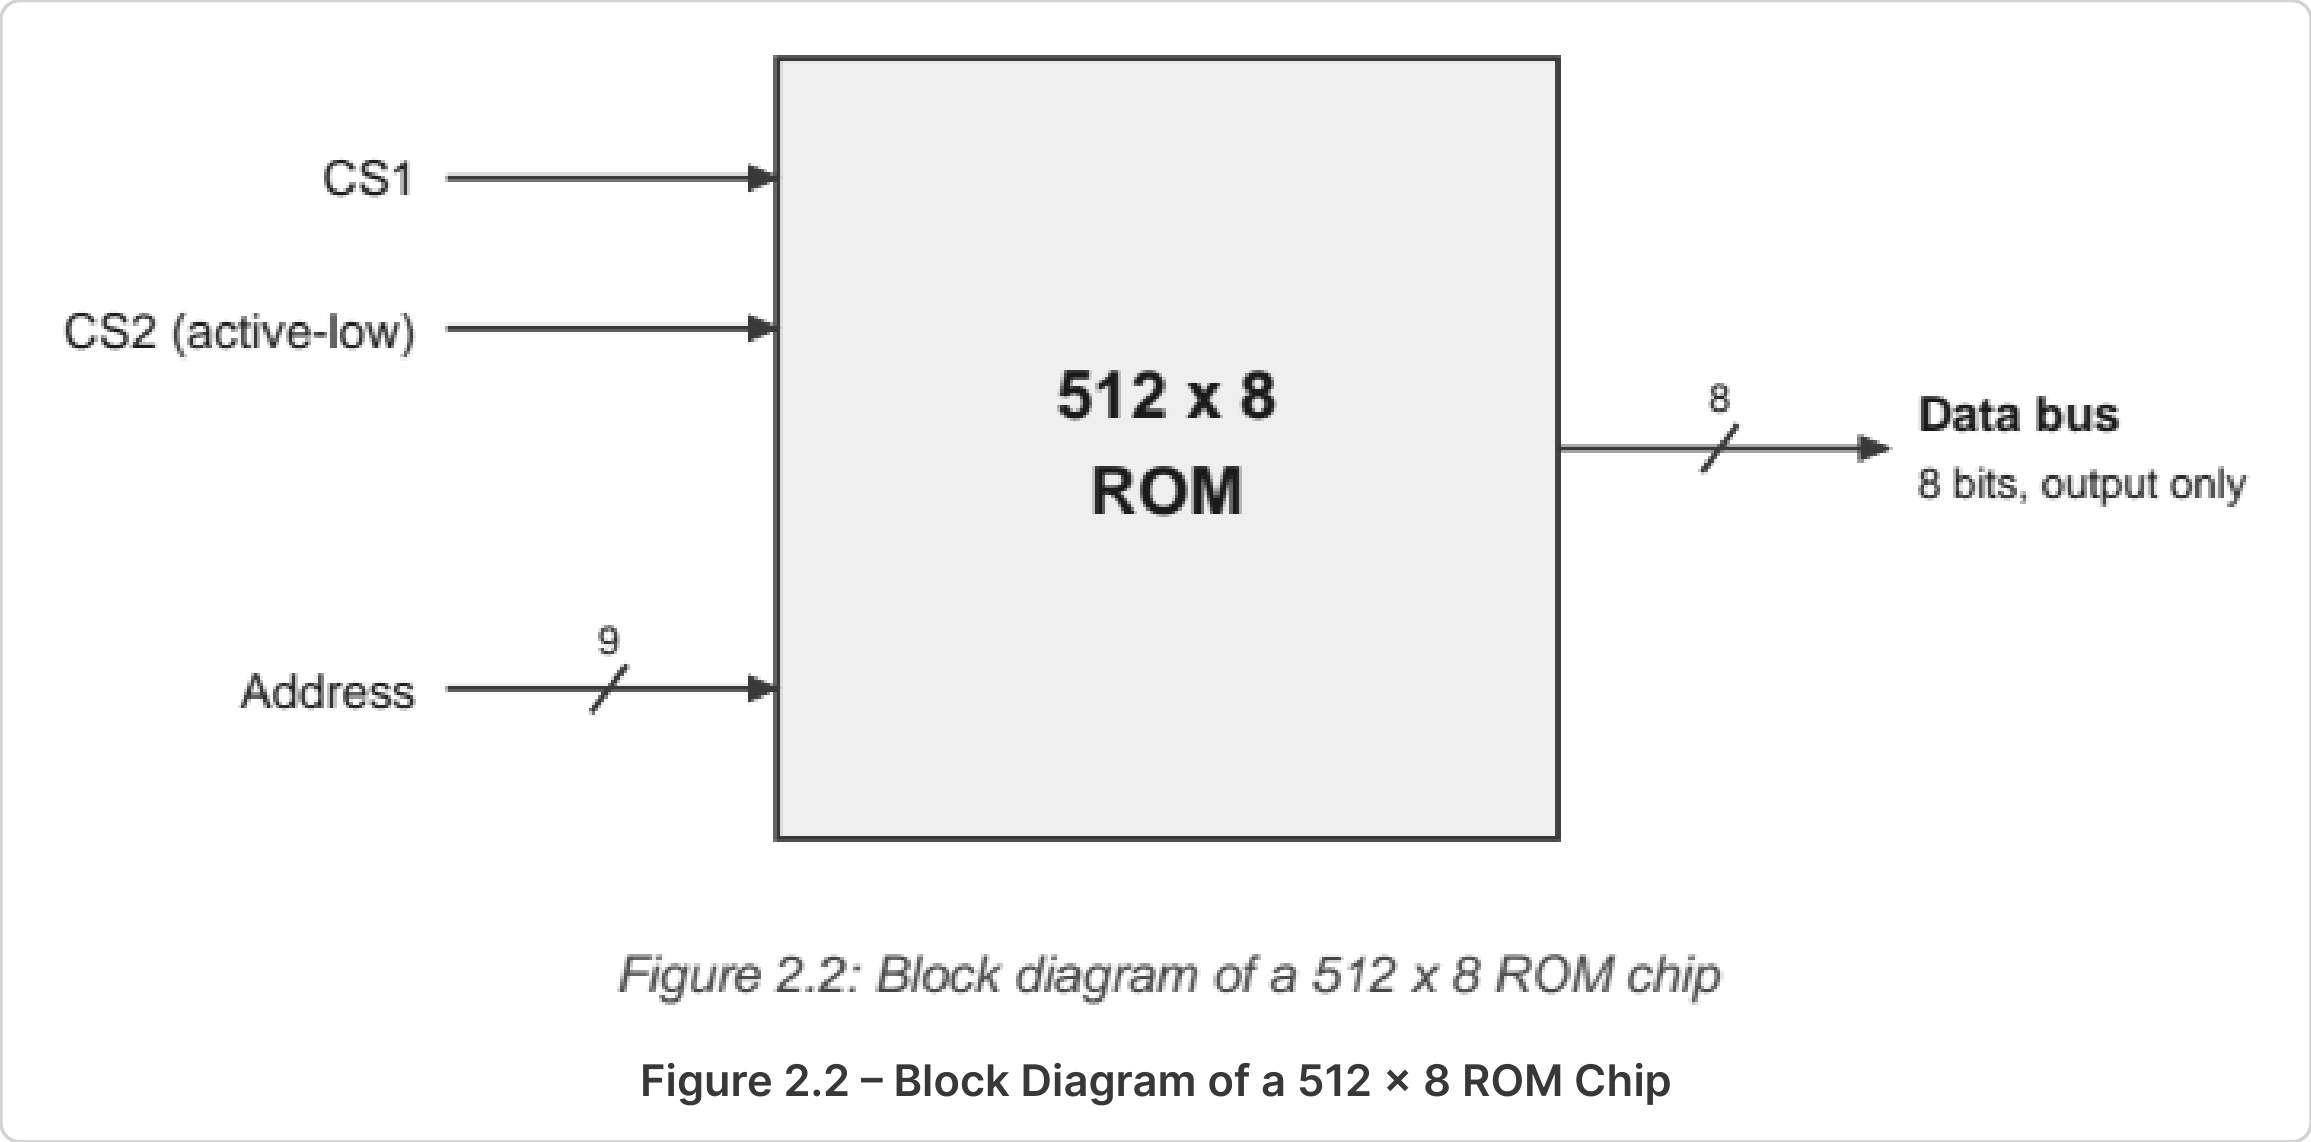 CS1
CS2 (active-low)
512 x 8
ROM
8
Data bus
8 bits, output only
9
Address
Figure 2.2: Block diagram of a 512 x 8 ROM chip
Figure 2.2 – Block Diagram of a 512 × 8 ROM Chip